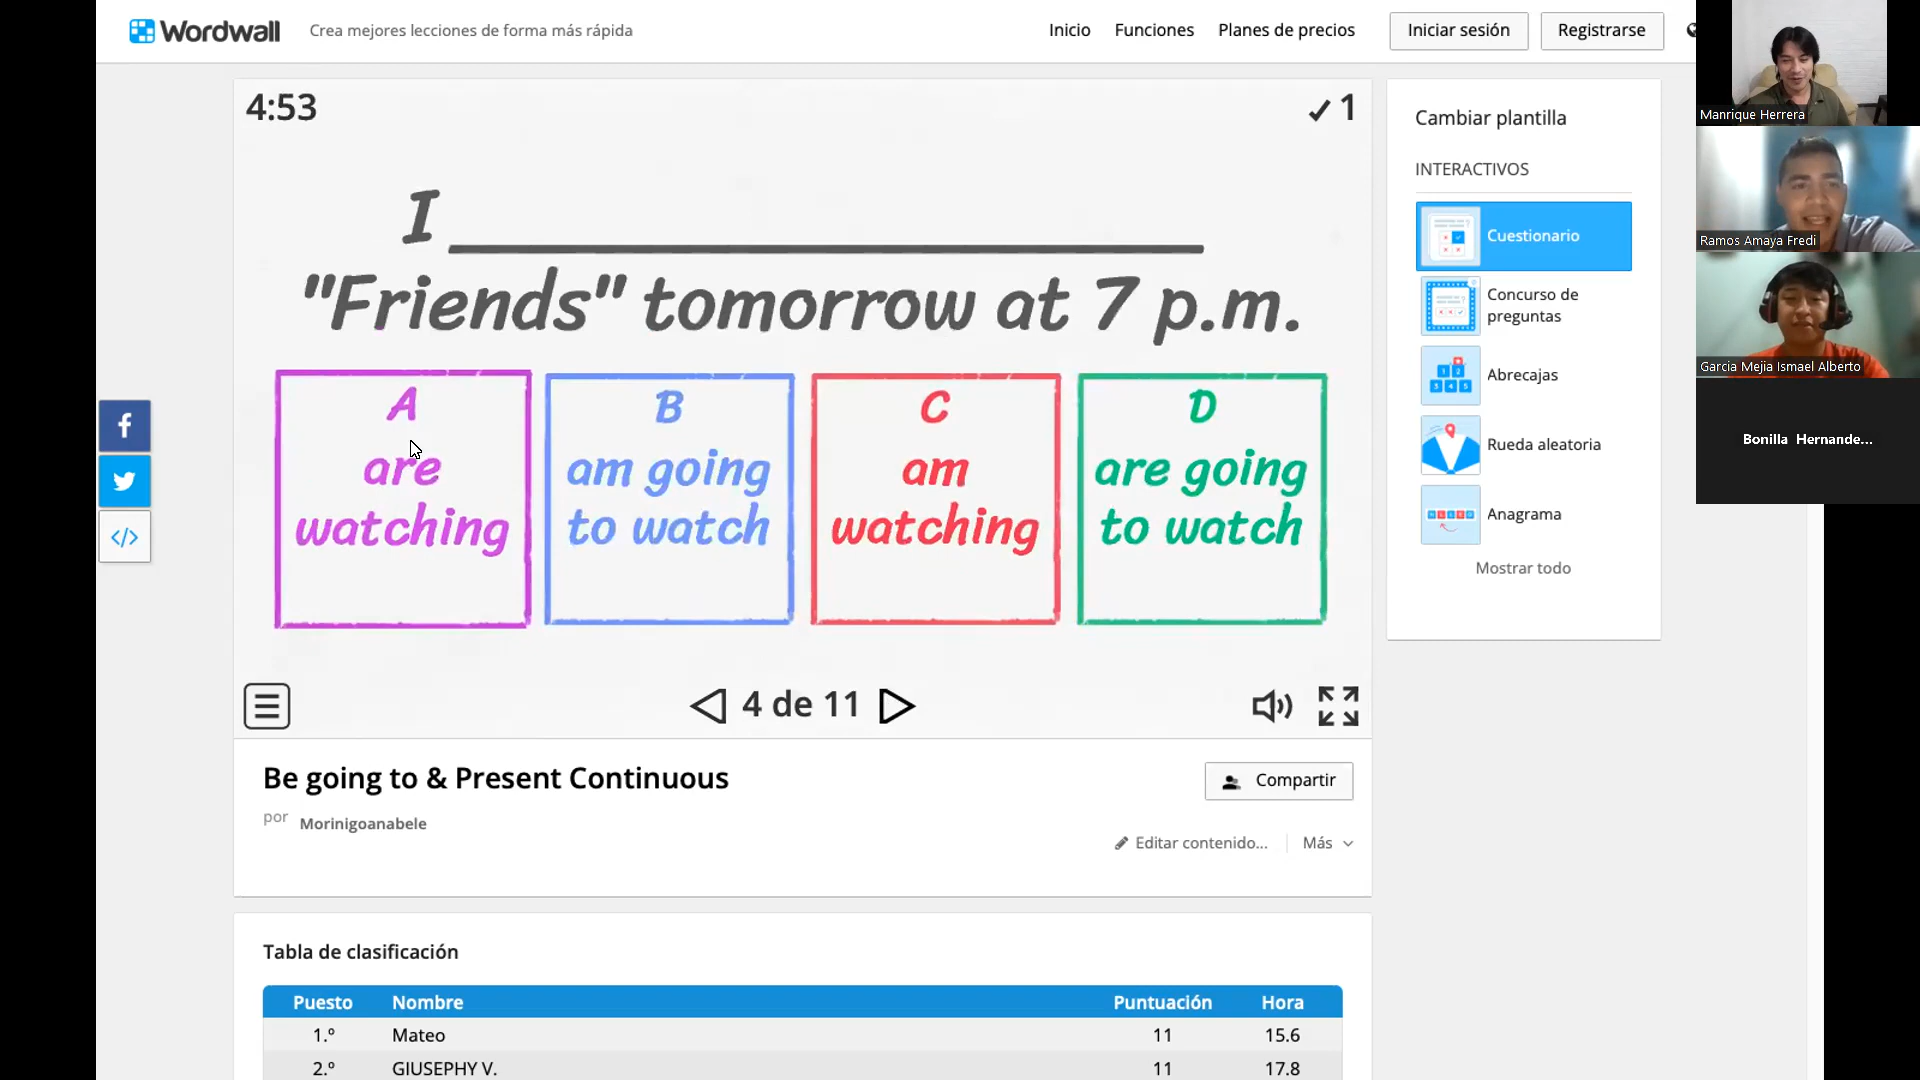 Wordwall
Crea mejores lecciones de forma más rápida
Inicio
Funciones
Planes de precios
Iniciar sesión
Registrarse
Manrique Herrera
Ramos Amaya Fredi
Garcia Mejia Ismael Alberto
Bonilla Hernande...
4:53
1
I ____________________
"Friends" tomorrow at 7 p.m.
A
are
watching
B
am going
to watch
C
am
watching
D
are going
to watch
4 de 11
Cambiar plantilla
INTERACTIVOS
Cuestionario
Concurso de
preguntas
Abrecajas
Rueda aleatoria
Anagrama
Mostrar todo
Be going to & Present Continuous
por Morinigoanabele
Compartir
Editar contenido...
Más
Tabla de clasificación
Puesto Nombre Puntuación Hora
1.º Mateo 11 15.6
2.º GIUSEPHY V. 11 17.8